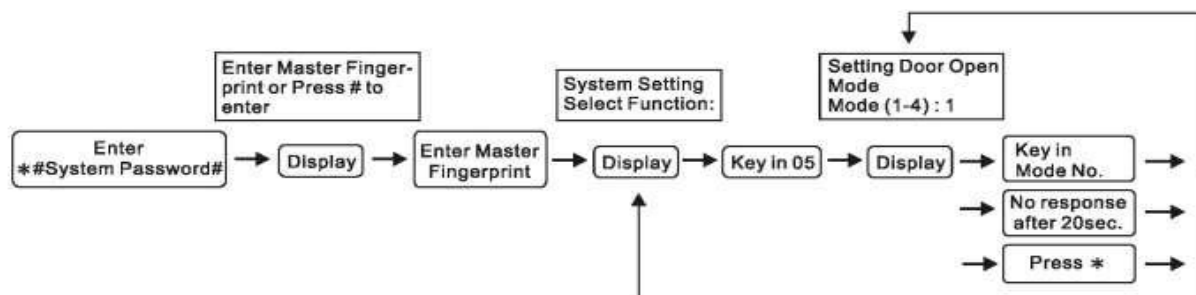 Enter Master Finger-
print or Press # to
enter
System Setting
Select Function:
Setting Door Open
Mode
Mode (1-4) : 1
Enter
*#System Password#
Display
Enter Master
Fingerprint
Display
Key in 05
Display
Key in
Mode No.
No response
after 20sec.
Press *